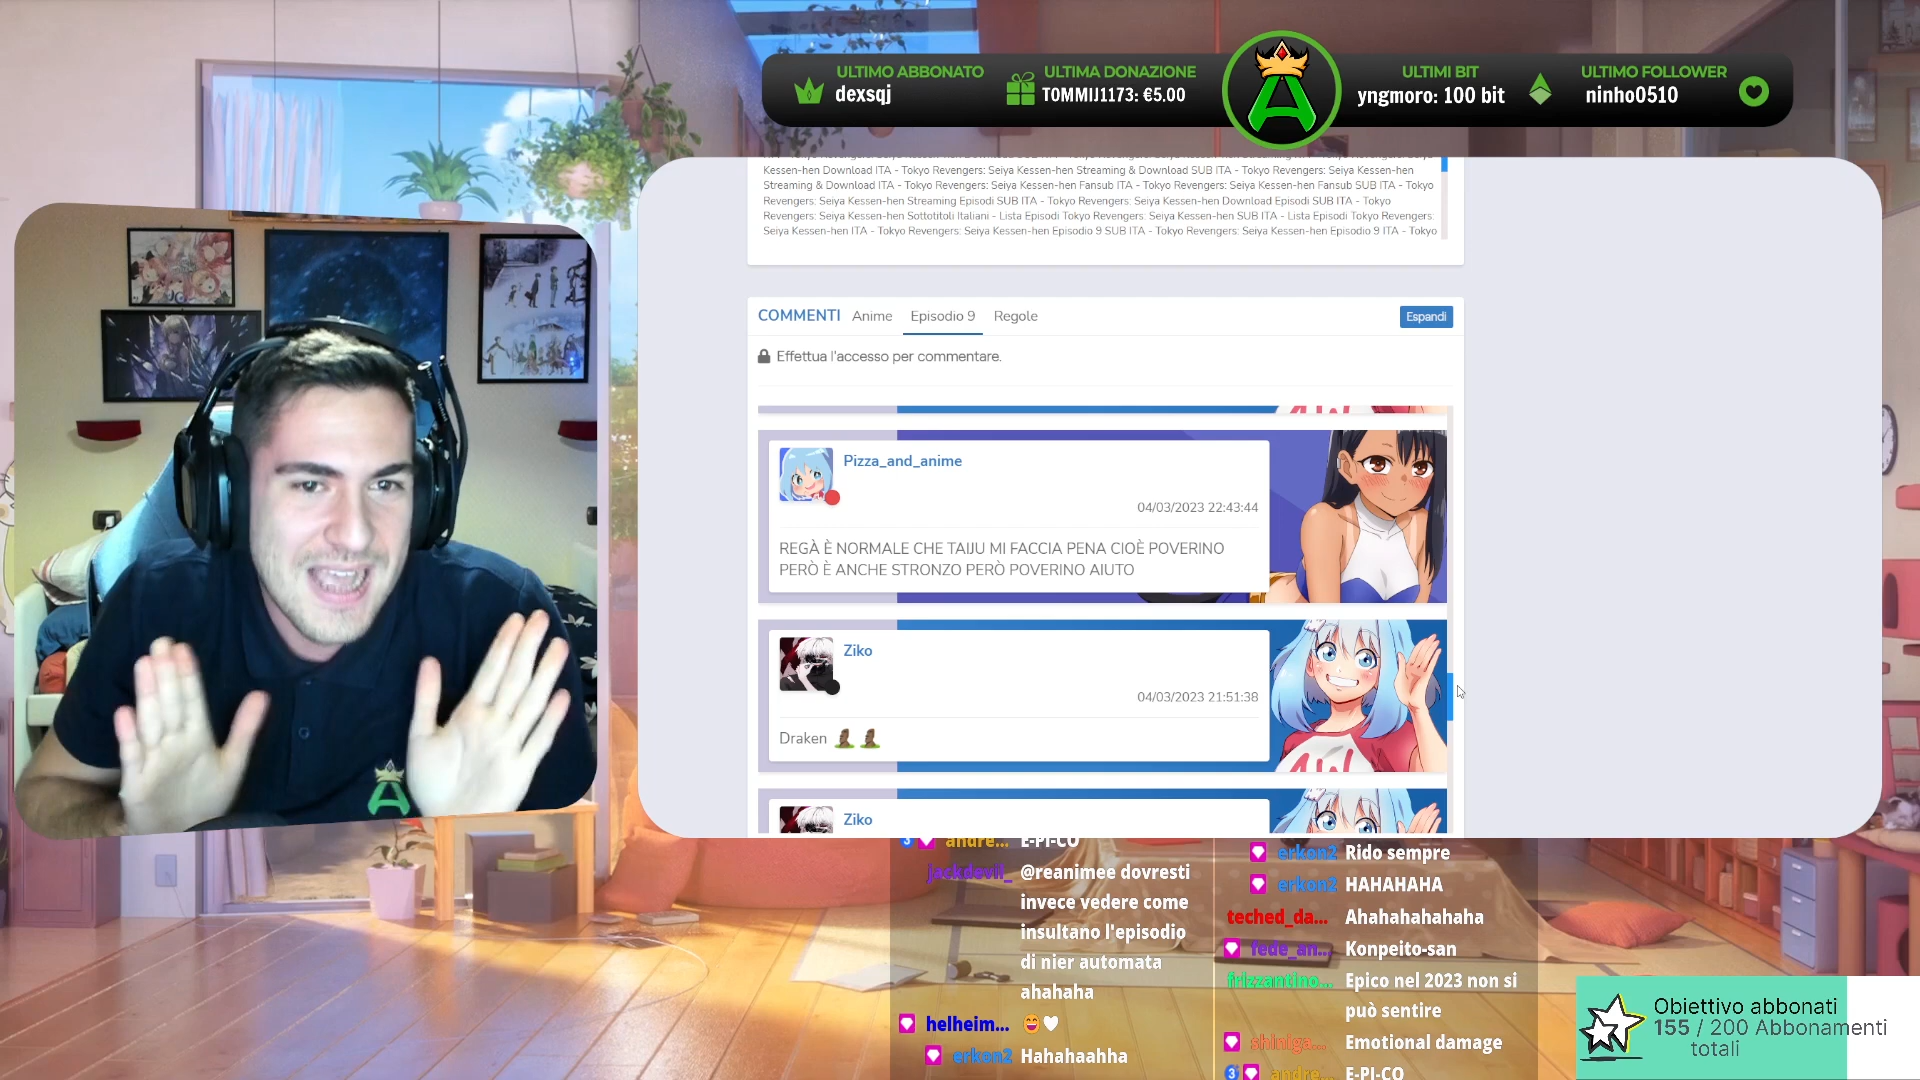 ULTIMO ABBONATO
dexsqj
ULTIMA DONAZIONE
TOMMIJ1173: €5.00
ULTIMI BIT
yngmoro: 100 bit
ULTIMO FOLLOWER
ninho0510
Kessen-hen Download ITA - Tokyo Revengers: Seiya Kessen-hen Streaming & Download SUB ITA - Tokyo Revengers: Seiya Kessen-hen
Streaming & Download ITA - Tokyo Revengers: Seiya Kessen-hen Fansub ITA - Tokyo Revengers: Seiya Kessen-hen Fansub SUB ITA - Tokyo
Revengers: Seiya Kessen-hen Streaming Episodi SUB ITA - Tokyo Revengers: Seiya Kessen-hen Download Episodi SUB ITA - Tokyo
Revengers: Seiya Kessen-hen Sottotitoli Italiani - Lista Episodi Tokyo Revengers: Seiya Kessen-hen SUB ITA - Lista Episodi Tokyo Revengers:
Seiya Kessen-hen ITA - Tokyo Revengers: Seiya Kessen-hen Episodio 9 SUB ITA - Tokyo Revengers: Seiya Kessen-hen Episodio 9 ITA - Tokyo
COMMENTI Anime Episodio 9 Regole Espandi
Effettua l'accesso per commentare.
Pizza_and_anime
04/03/2023 22:43:44
REGÀ È NORMALE CHE TAIJU MI FACCIA PENA CIOÈ POVERINO
PERÒ È ANCHE STRONZO PERÒ POVERINO AIUTO
Ziko
04/03/2023 21:51:38
Draken 🗿🗿
Ziko
andre... E-PI-CO
jackdevil_ @reanimee dovresti
invece vedere come
insultano l'episodio
di nier automata
ahahaha
helheim... 😄🤍
erkon2 Hahahaahha
erkon2 Rido sempre
erkon2 HAHAHAHA
teched_da... Ahahahahahaha
fede_an... Konpeito-san
frizzantino... Epico nel 2023 non si
può sentire
shiniga... Emotional damage
andre... E-PI-CO
Obiettivo abbonati
155 / 200 Abbonamenti
totali